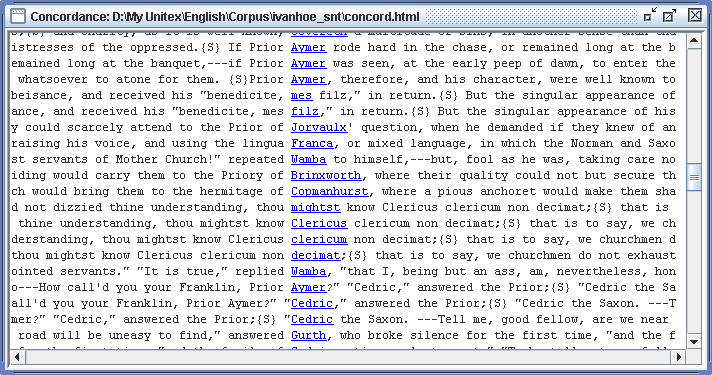 Concordance: D:\My Unitex\English\Corpus\ivanhoe_snt\concord.html
istresses of the oppressed.{S} If Prior Aymer rode hard in the chase, or remained long at the b
emained long at the banquet,---if Prior Aymer was seen, at the early peep of dawn, to enter the
whatsoever to atone for them. {S}Prior Aymer, therefore, and his character, were well known to
beisance, and received his "benedicite, mes filz," in return.{S} But the singular appearance of
ance, and received his "benedicite, mes filz," in return.{S} But the singular appearance of his
y could scarcely attend to the Prior of Jorvaulx' question, when he demanded if they knew of an
raising his voice, and using the lingua Franca, or mixed language, in which the Norman and Saxo
st servants of Mother Church!" repeated Wamba to himself,---but, fool as he was, taking care no
iding would carry them to the Priory of Brinxworth, where their quality could not but secure th
ch would bring them to the hermitage of Copmanhurst, where a pious anchoret would make them sha
d not dizzied thine understanding, thou mightst know Clericus clericum non decimat;{S} that is
thine understanding, thou mightst know Clericus clericum non decimat;{S} that is to say, we ch
derstanding, thou mightst know Clericus clericum non decimat;{S} that is to say, we churchmen d
thou mightst know Clericus clericum non decimat;{S} that is to say, we churchmen do not exhaust
ointed servants." "It is true," replied Wamba, "that I, being but an ass, am, nevertheless, hon
o---How call'd you your Franklin, Prior Aymer?" "Cedric," answered the Prior;{S} "Cedric the Sa
all'd you your Franklin, Prior Aymer?" "Cedric," answered the Prior;{S} "Cedric the Saxon. ---T
mer?" "Cedric," answered the Prior;{S} "Cedric the Saxon. ---Tell me, good fellow, are we near
road will be uneasy to find," answered Gurth, who broke silence for the first time, "and the f